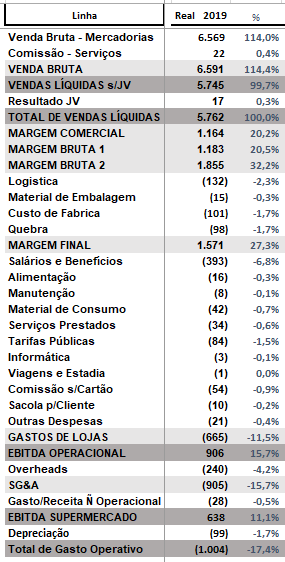 Linha Real 2019 %
Venda Bruta - Mercadorias 6.569 114,0%
Comissão - Serviços 22 0,4%
VENDA BRUTA 6.591 114,4%
VENDAS LÍQUIDAS s/JV 5.745 99,7%
Resultado JV 17 0,3%
TOTAL DE VENDAS LÍQUIDAS 5.762 100,0%
MARGEM COMERCIAL 1.164 20,2%
MARGEM BRUTA 1 1.183 20,5%
MARGEM BRUTA 2 1.855 32,2%
Logistica (132) -2,3%
Material de Embalagem (15) -0,3%
Custo de Fabrica (101) -1,7%
Quebra (98) -1,7%
MARGEM FINAL 1.571 27,3%
Salários e Beneficios (393) -6,8%
Alimentação (16) -0,3%
Manutenção (8) -0,1%
Material de Consumo (42) -0,7%
Serviços Prestados (34) -0,6%
Tarifas Públicas (84) -1,5%
Informática (3) -0,1%
Viagens e Estadia (1) 0,0%
Comissão s/Cartão (54) -0,9%
Sacola p/Cliente (10) -0,2%
Outras Despesas (21) -0,4%
GASTOS DE LOJAS (665) -11,5%
EBITDA OPERACIONAL 906 15,7%
Overheads (240) -4,2%
SG&A (905) -15,7%
Gasto/Receita Ñ Operacional (28) -0,5%
EBITDA SUPERMERCADO 638 11,1%
Depreciação (99) -1,7%
Total de Gasto Operativo (1.004) -17,4%